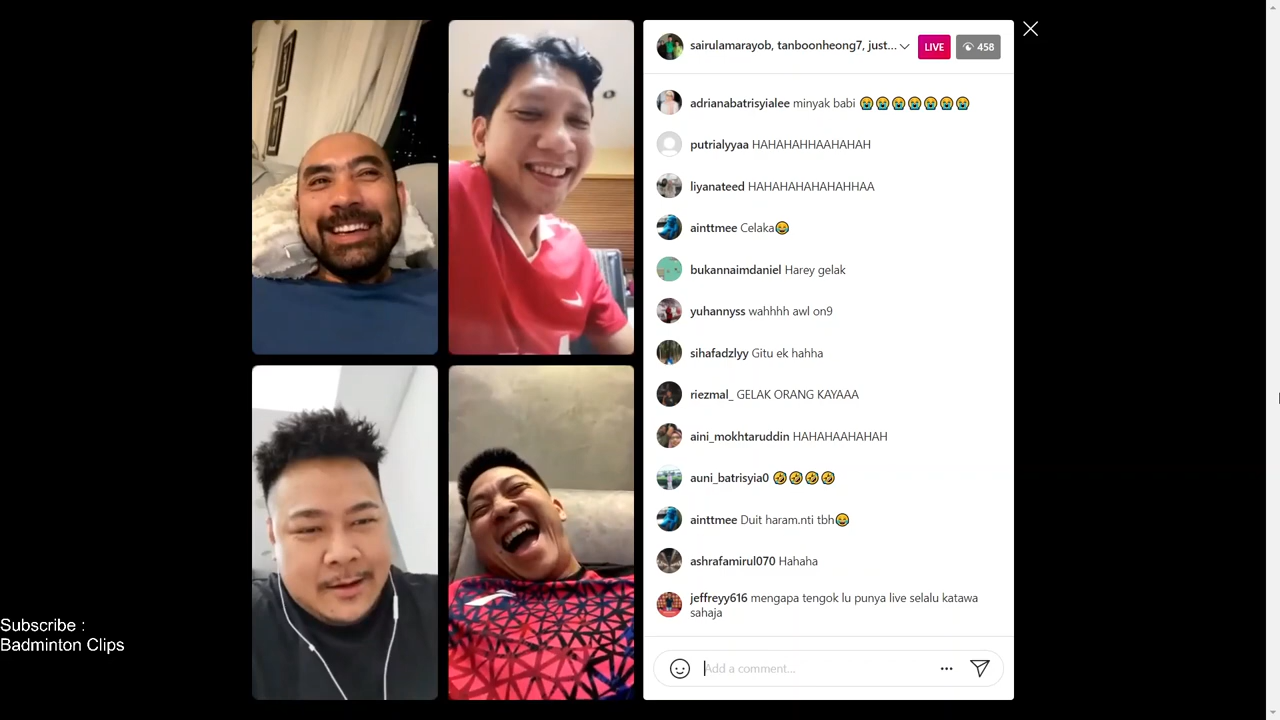 sairulamarayob, tanboonheong7, just...
LIVE
458
adrianabatrisyialee minyak babi 😭😭😭😭😭😭😭
putrialyyaa HAHAHAHHAAHAHAH
liyanateed HAHAHAHAHAHAHHAA
ainttmee Celaka😂
bukannaimdaniel Harey gelak
yuhannyss wahhhh awl on9
sihafadzlyy Gitu ek hahha
riezmal_ GELAK ORANG KAYAAA
aini_mokhtaruddin HAHAHAAHAHAH
auni_batrisyia0 🤣🤣🤣🤣
ainttmee Duit haram.nti tbh😂
ashrafamirul070 Hahaha
jeffreyy616 mengapa tengok lu punya live selalu katawa
sahaja
Add a comment...
Subscribe :
Badminton Clips